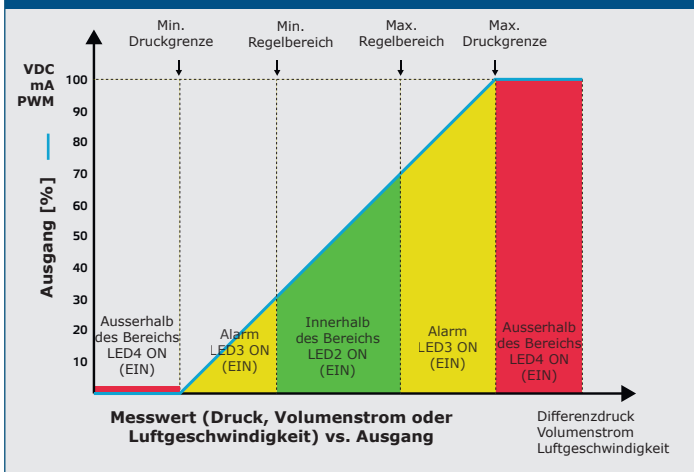 Min.
Druckgrenze
Min.
Regelbereich
Max.
Regelbereich
Max.
Druckgrenze
VDC
mA
PWM
Ausgang [%]
100
90
80
70
60
50
40
30
20
10
Ausserhalb
des Bereichs
LED4 ON
(EIN)
Alarm
LED3 ON
(EIN)
Innerhalb
des Bereichs
LED2 ON
(EIN)
Alarm
LED3 ON
(EIN)
Ausserhalb
des Bereichs
LED4 ON
(EIN)
Messwert (Druck, Volumenstrom oder
Luftgeschwindigkeit) vs. Ausgang
Differenzdruck
Volumenstrom
Luftgeschwindigkeit